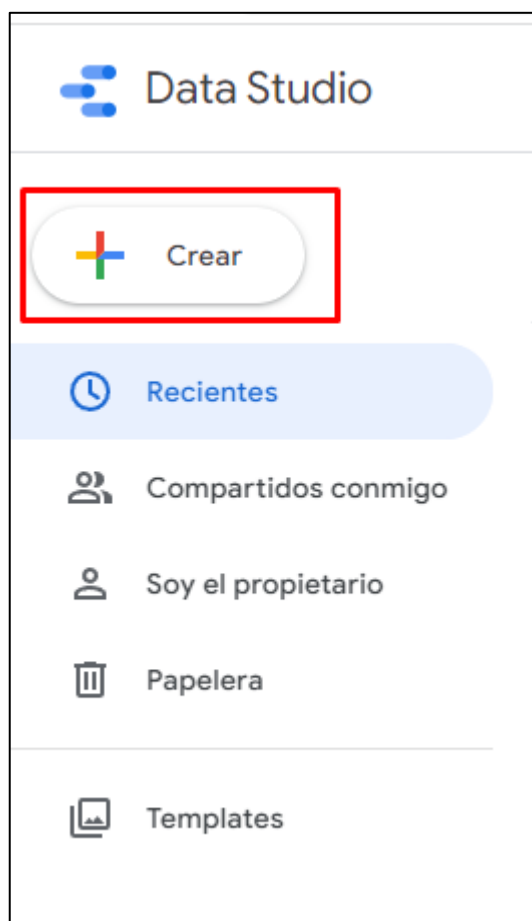 Data Studio
Crear
Recientes
Compartidos conmigo
Soy el propietario
Papelera
Templates